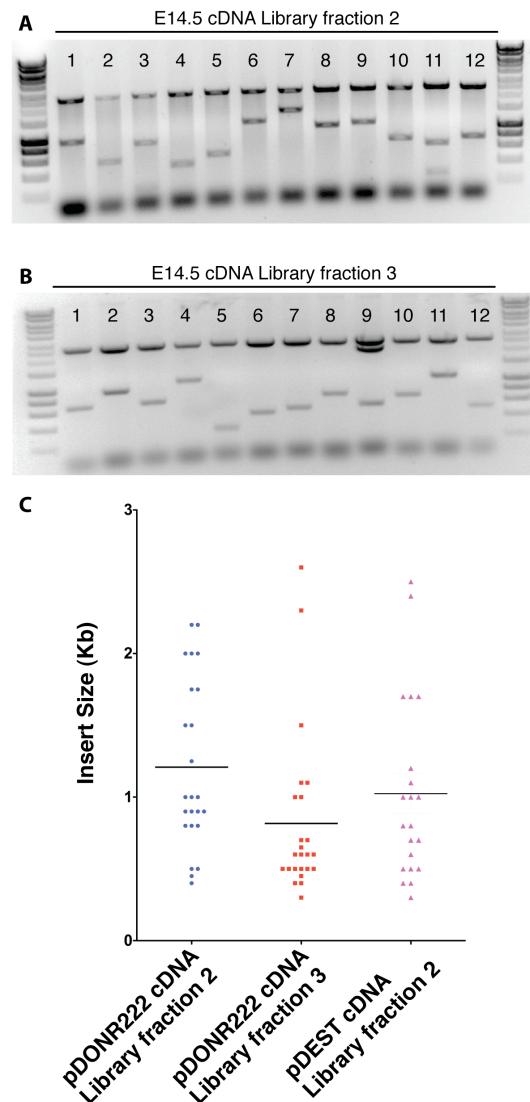 A
E14.5 cDNA Library fraction 2
1 2 3 4 5 6 7 8 9 10 11 12
B
E14.5 cDNA Library fraction 3
1 2 3 4 5 6 7 8 9 10 11 12
C
3
2
1
0
Insert Size (Kb)
pDONR222 cDNA
Library fraction 2
pDONR222 cDNA
Library fraction 3
pDEST cDNA
Library fraction 2